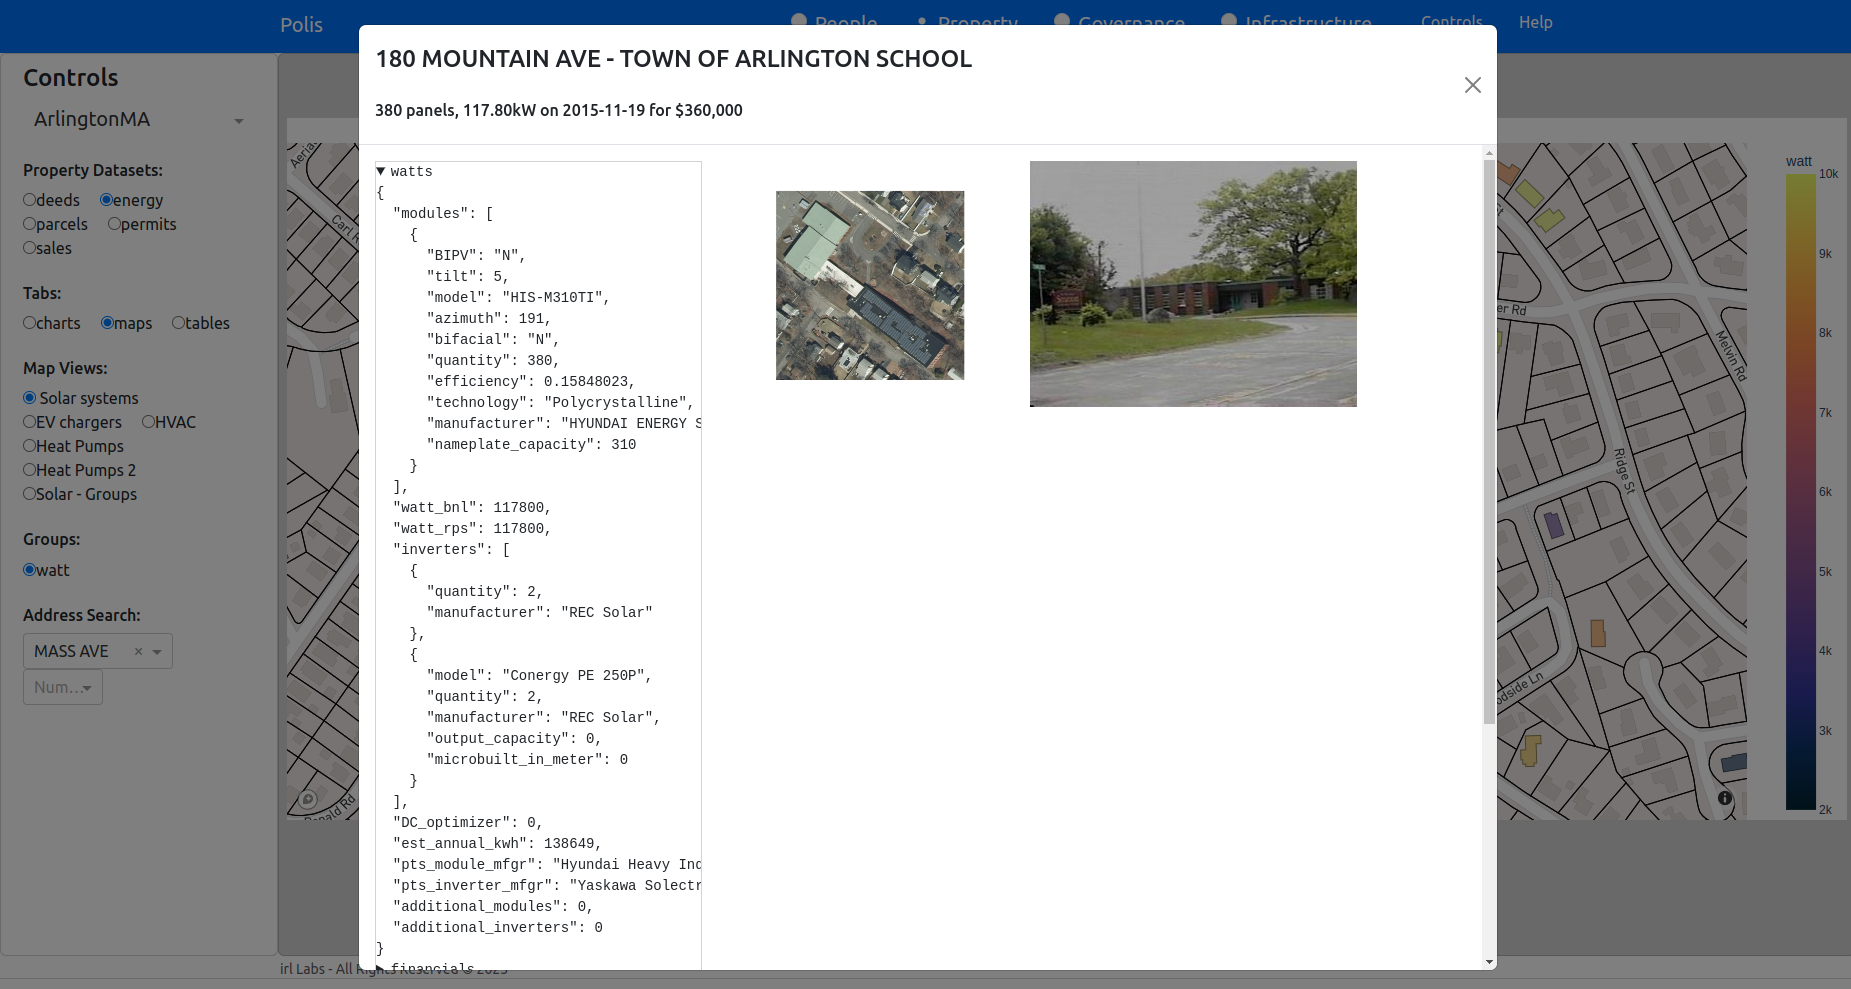 Polis
People
Property
Governance
Infrastructure
Controls
Help
180 MOUNTAIN AVE - TOWN OF ARLINGTON SCHOOL
380 panels, 117.80kW on 2015-11-19 for $360,000
Controls
ArlingtonMA
Property Datasets:
deeds energy
parcels permits
sales
Tabs:
charts maps tables
Map Views:
Solar systems
EV chargers HVAC
Heat Pumps
Heat Pumps 2
Solar - Groups
Groups:
watt
Address Search:
MASS AVE ×
Num...
watts
{
"modules": [
{
"BIPV": "N",
"tilt": 5,
"model": "HIS-M310TI",
"azimuth": 191,
"bifacial": "N",
"quantity": 380,
"efficiency": 0.15848023,
"technology": "Polycrystalline",
"manufacturer": "HYUNDAI ENERGY S
"nameplate_capacity": 310
}
],
"watt_bnl": 117800,
"watt_rps": 117800,
"inverters": [
{
"quantity": 2,
"manufacturer": "REC Solar"
},
{
"model": "Conergy PE 250P",
"quantity": 2,
"manufacturer": "REC Solar",
"output_capacity": 0,
"microbuilt_in_meter": 0
}
],
"DC_optimizer": 0,
"est_annual_kwh": 138649,
"pts_module_mfgr": "Hyundai Heavy Ind
"pts_inverter_mfgr": "Yaskawa Solectr
"additional_modules": 0,
"additional_inverters": 0
}
financials
Carl R
Donald Rd
er Rd
Melvin Rd
Ridge St
odside Ln
watt
10k
9k
8k
7k
6k
5k
4k
3k
2k
irl Labs - All Rights Reserved © 2023